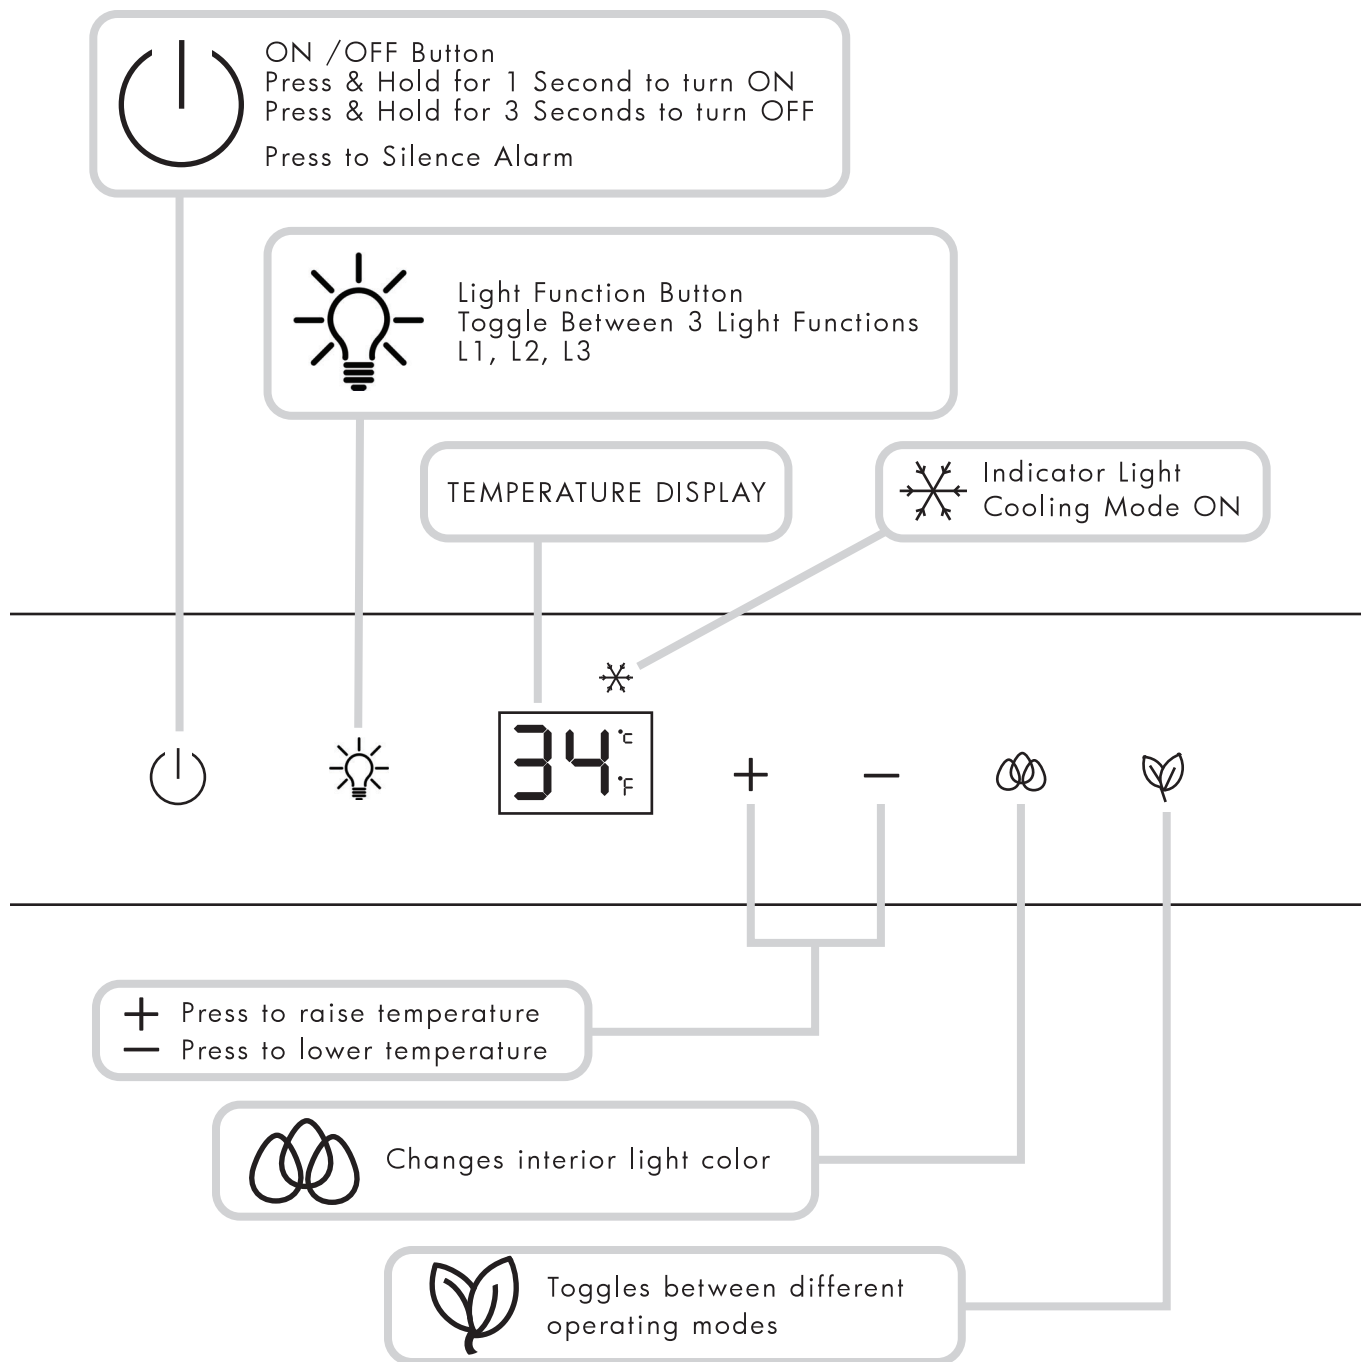 ON /OFF Button
Press & Hold for 1 Second to turn ON
Press & Hold for 3 Seconds to turn OFF
Press to Silence Alarm
Light Function Button
Toggle Between 3 Light Functions
L1, L2, L3
TEMPERATURE DISPLAY
Indicator Light
Cooling Mode ON
34 °C
°F
+ −
+ Press to raise temperature
− Press to lower temperature
Changes interior light color
Toggles between different
operating modes